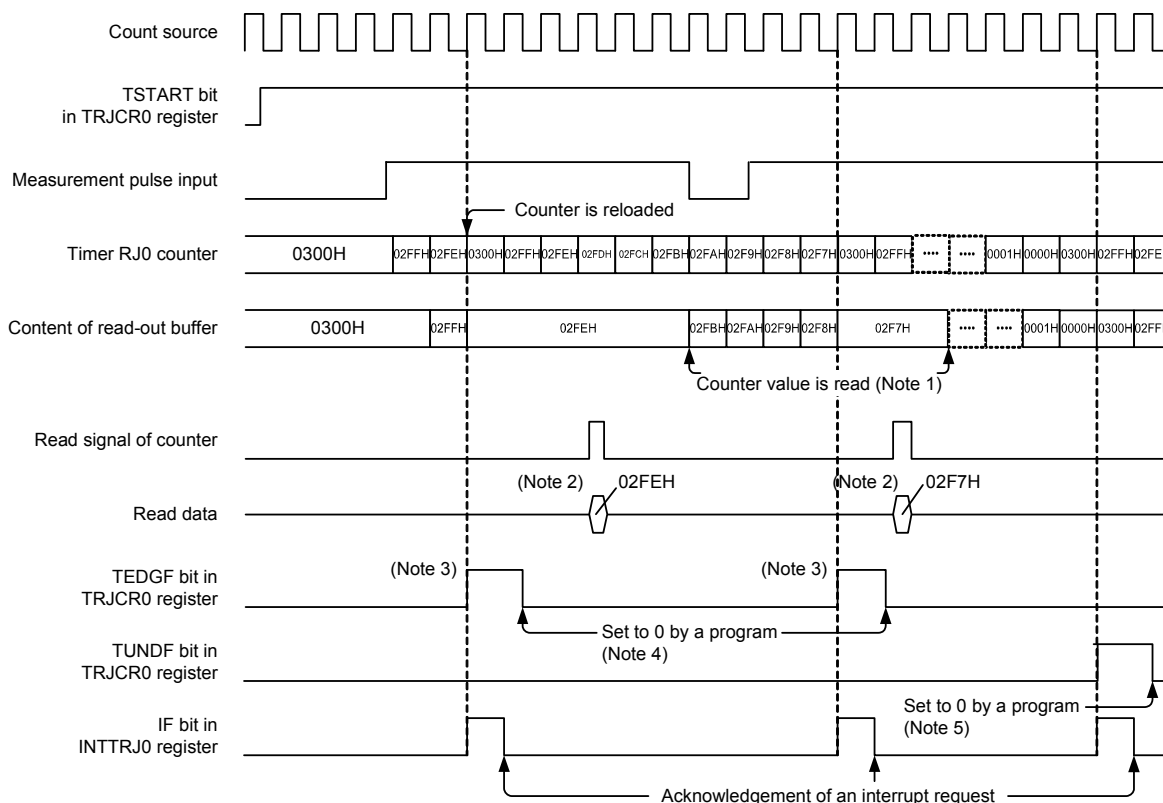 Count source
TSTART bit
in TRJCR0 register
Measurement pulse input
Counter is reloaded
Timer RJ0 counter
0300H 02FFH 02FEH 0300H 02FFH 02FEH 02FDH 02FCH 02FBH 02FAH 02F9H 02F8H 02F7H 0300H 02FFH .... .... 0001H 0000H 0300H 02FFH 02FE
Content of read-out buffer
0300H 02FFH 02FEH 02FBH 02FAH 02F9H 02F8H 02F7H .... .... 0001H 0000H 0300H 02FF
Counter value is read (Note 1)
Read signal of counter
(Note 2) 02FEH (Note 2) 02F7H
Read data
TEDGF bit in
TRJCR0 register
(Note 3) (Note 3)
Set to 0 by a program
(Note 4)
TUNDF bit in
TRJCR0 register
Set to 0 by a program
(Note 5)
IF bit in
INTTRJ0 register
Acknowledgement of an interrupt request